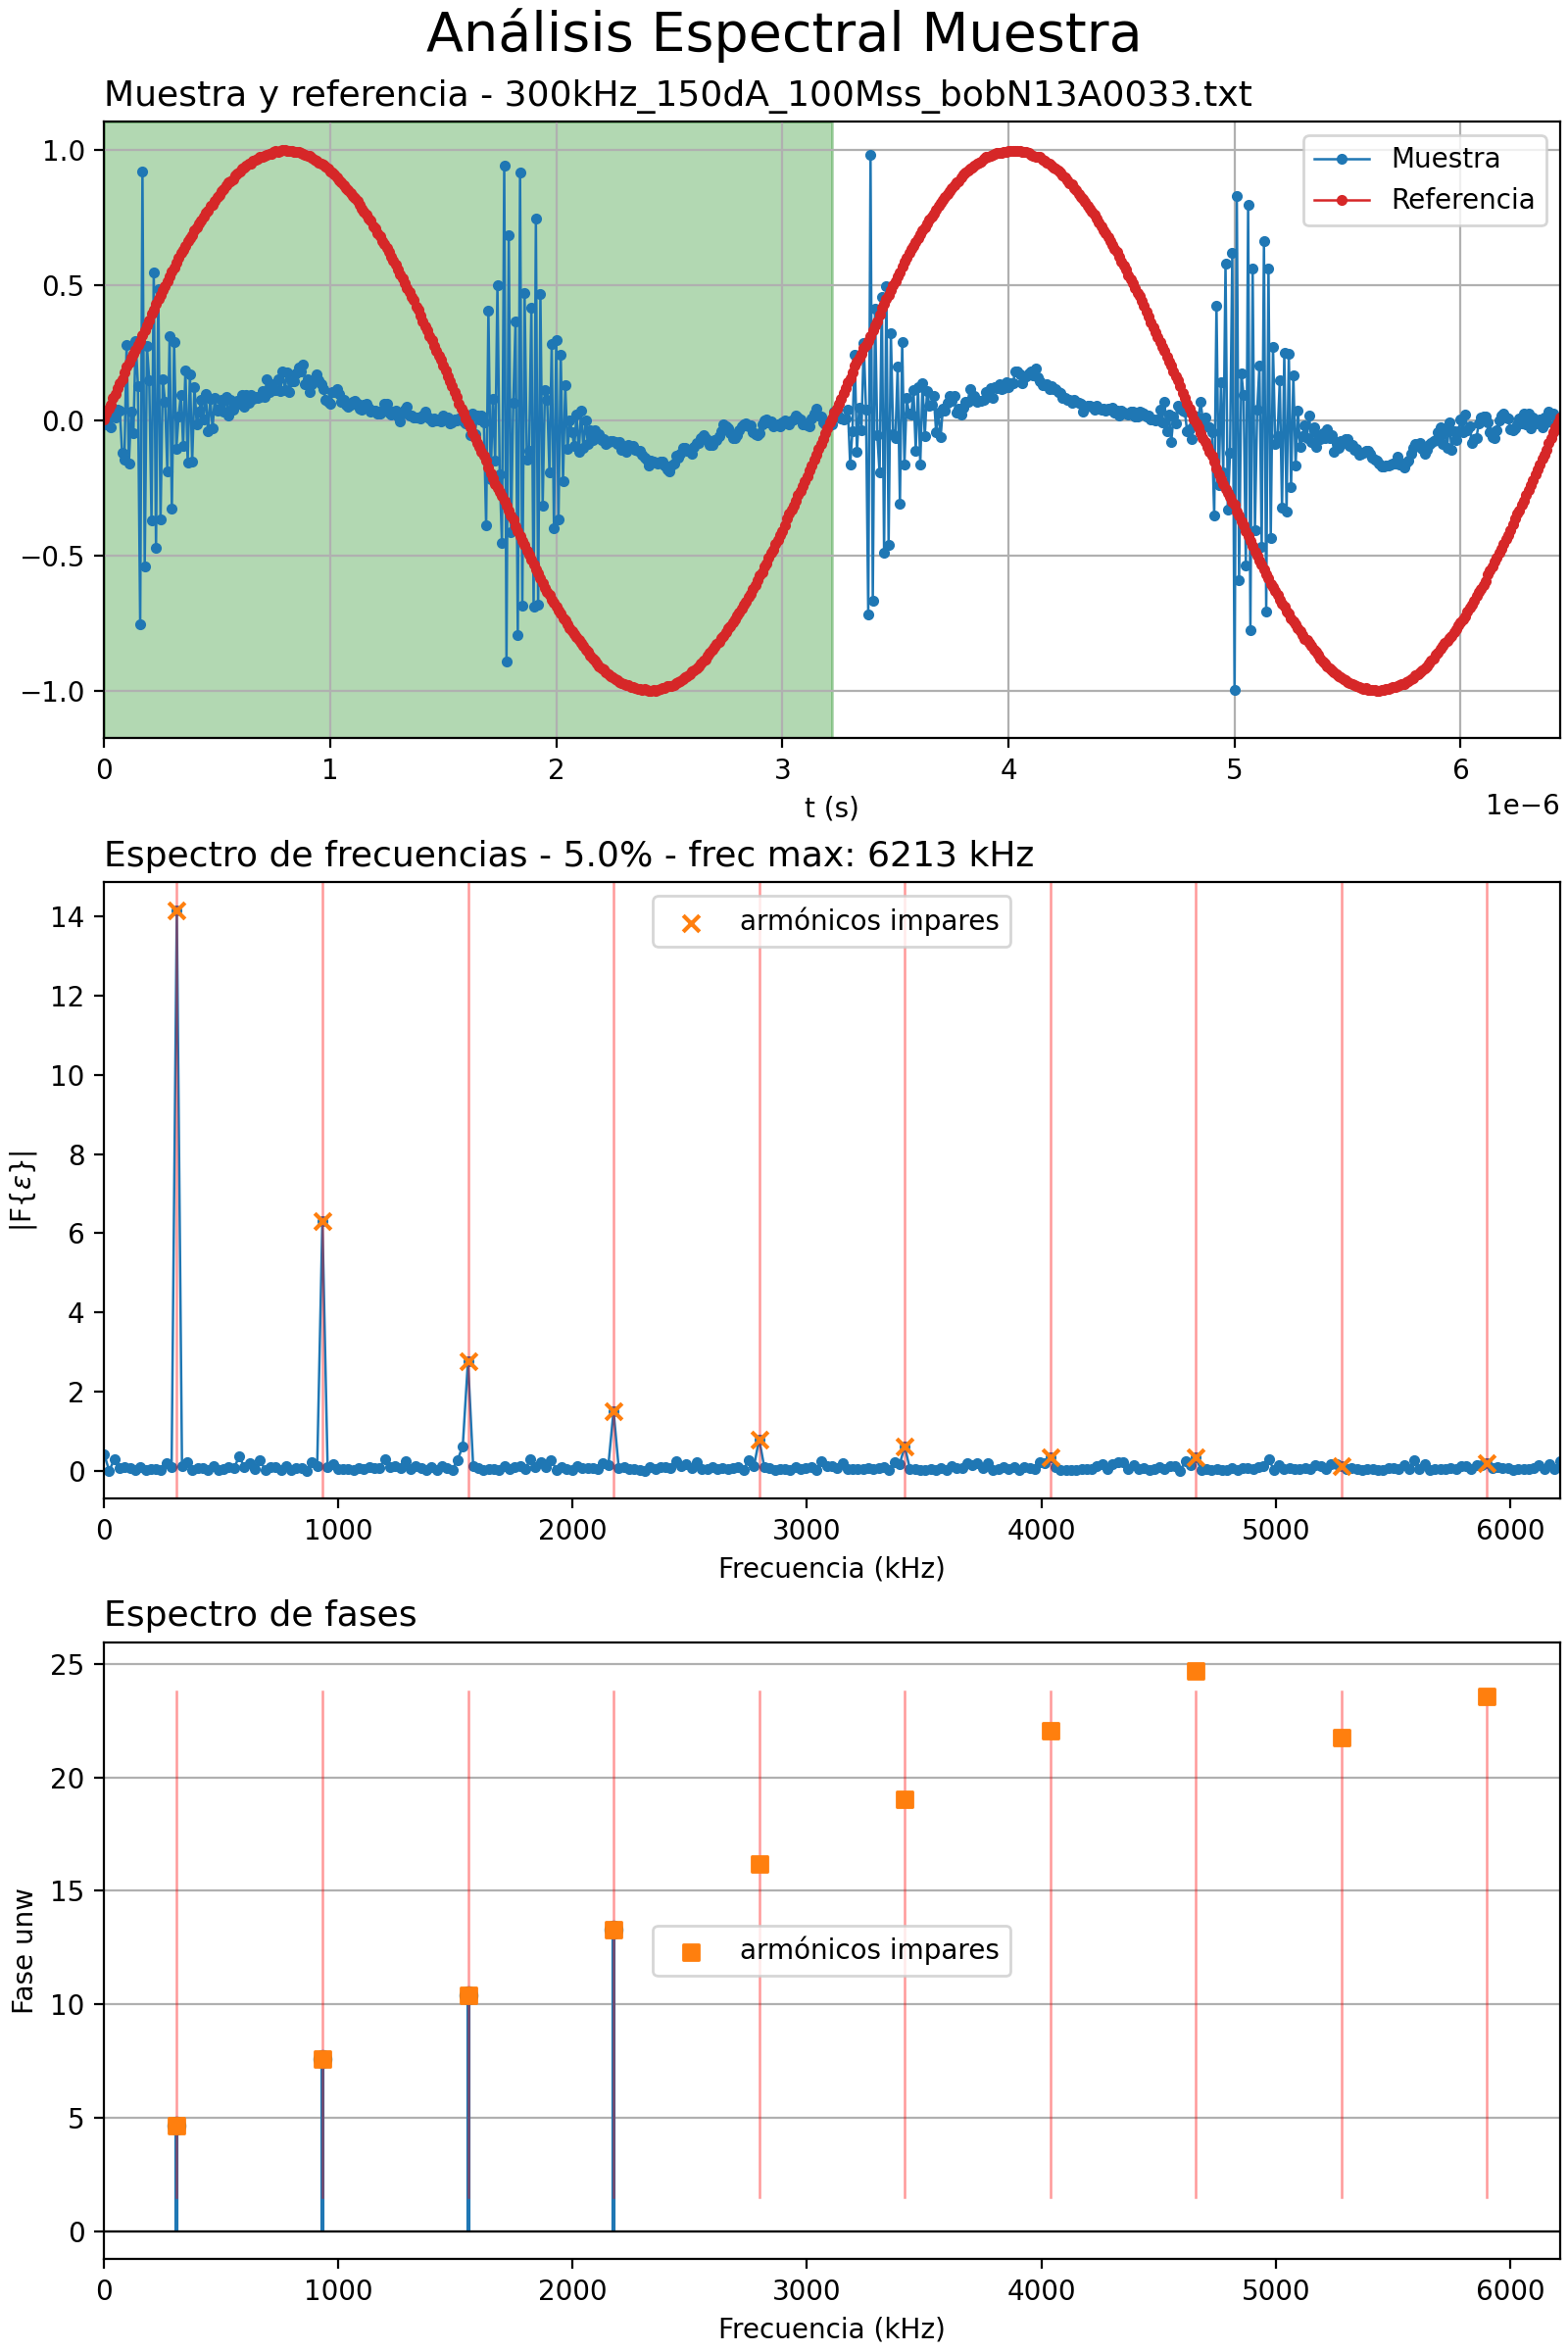 Análisis Espectral Muestra
Muestra y referencia - 300kHz_150dA_100Mss_bobN13A0033.txt
Muestra
Referencia
1.0
0.5
0.0
−0.5
−1.0
0 1 2 3 4 5 6
t (s)
1e−6
Espectro de frecuencias - 5.0% - frec max: 6213 kHz
armónicos impares
14
12
10
8
6
4
2
0
|F{ε}|
0 1000 2000 3000 4000 5000 6000
Frecuencia (kHz)
Espectro de fases
25
20
15
10
5
0
Fase unw
armónicos impares
0 1000 2000 3000 4000 5000 6000
Frecuencia (kHz)